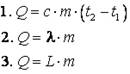 1. Q = c · m · (t₂ − t₁)
2. Q = λ · m
3. Q = L · m